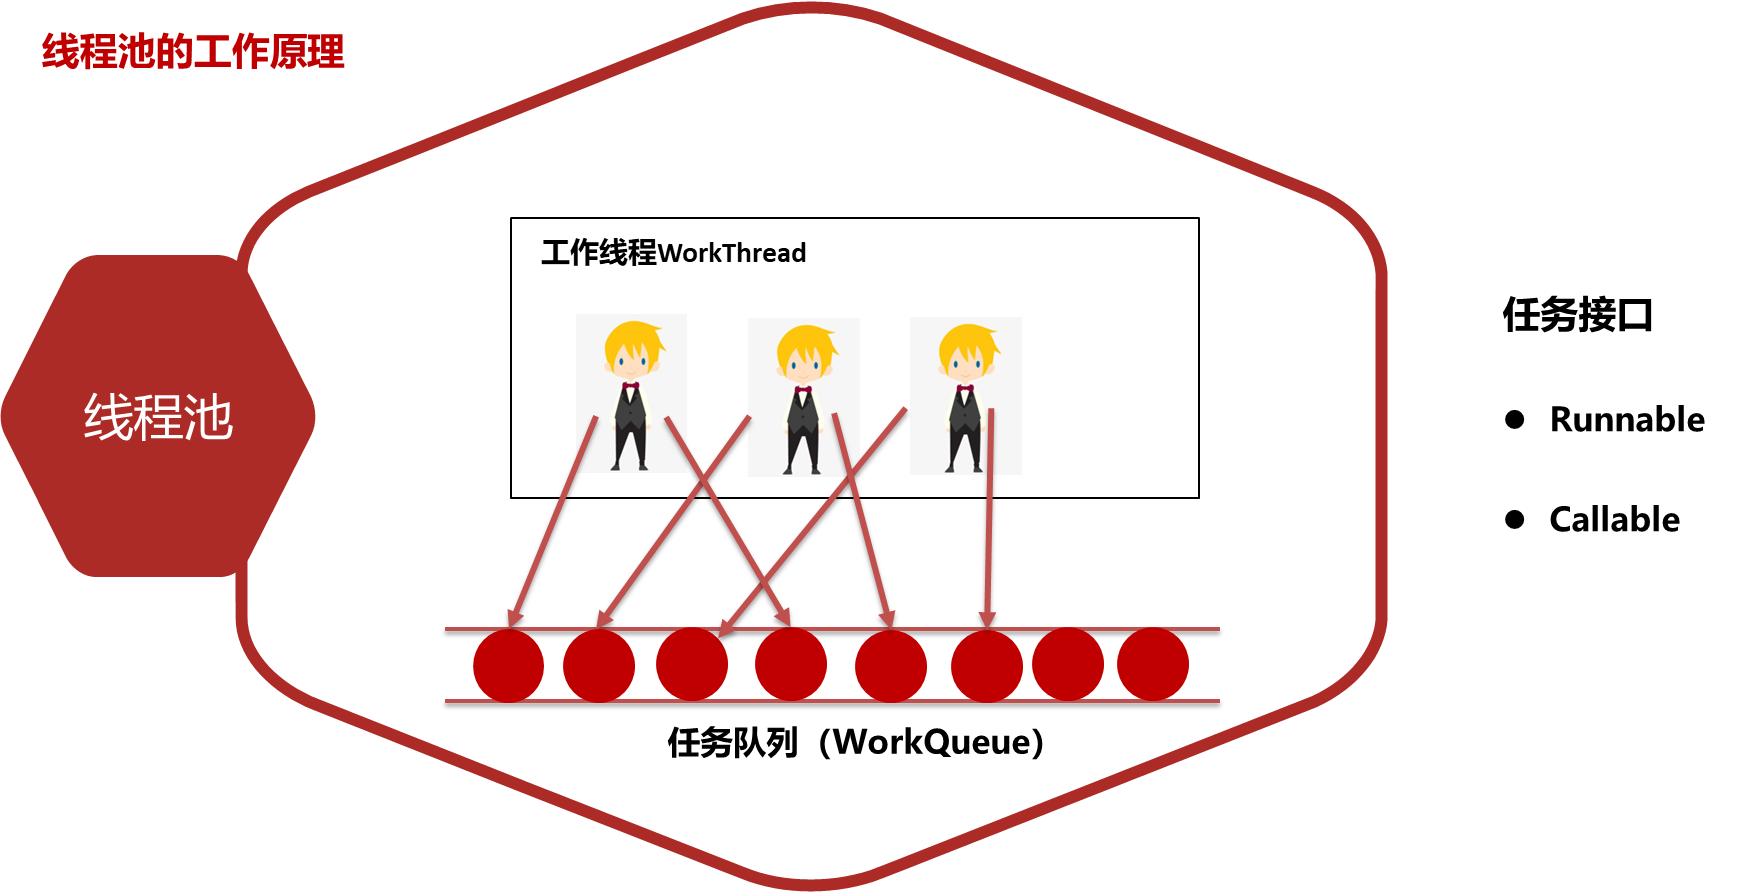 线程池的工作原理
工作线程WorkThread
线程池
任务接口
● Runnable
● Callable
任务队列（WorkQueue）